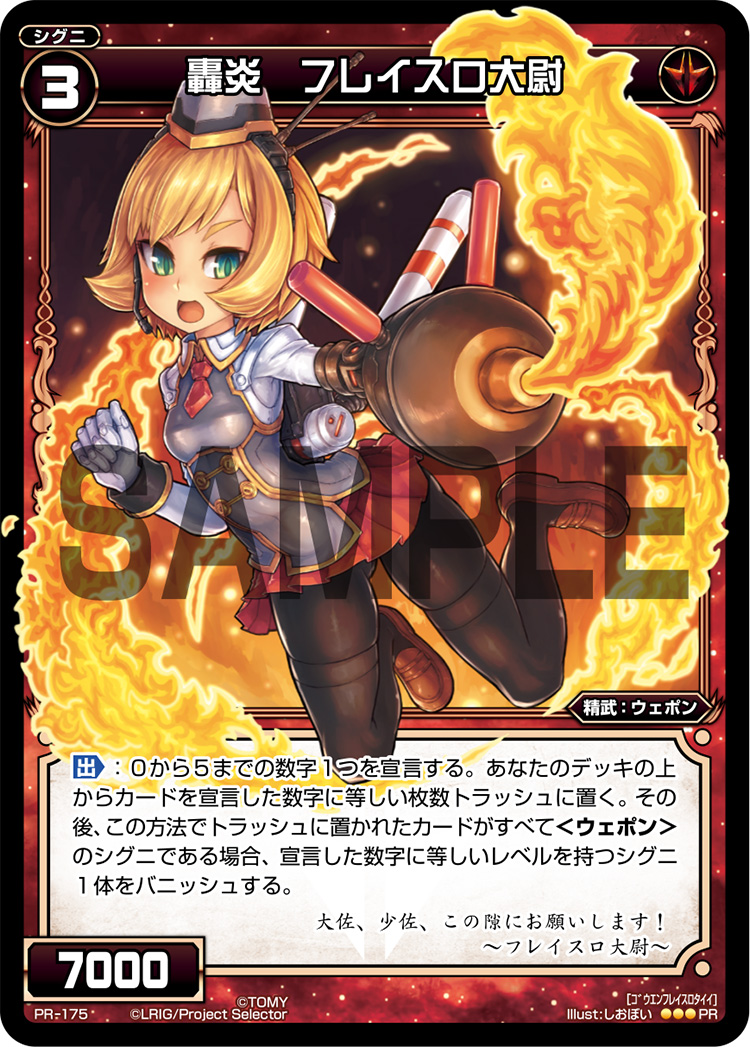 シグニ
3
轟炎　フレイスロ大尉
SAMPLE
精武：ウェポン
出：０から５までの数字１つを宣言する。あなたのデッキの上
からカードを宣言した数字に等しい枚数トラッシュに置く。その
後、この方法でトラッシュに置かれたカードがすべて＜ウェポン＞
のシグニである場合、宣言した数字に等しいレベルを持つシグニ
１体をバニッシュする。
大佐、少佐、この隙にお願いします！
～フレイスロ大尉～
7000
[ｺﾞｳエンフレイスロタイイ]
PR-175 ©LRIG/Project Selector ©TOMY Illust:しおぼい PR